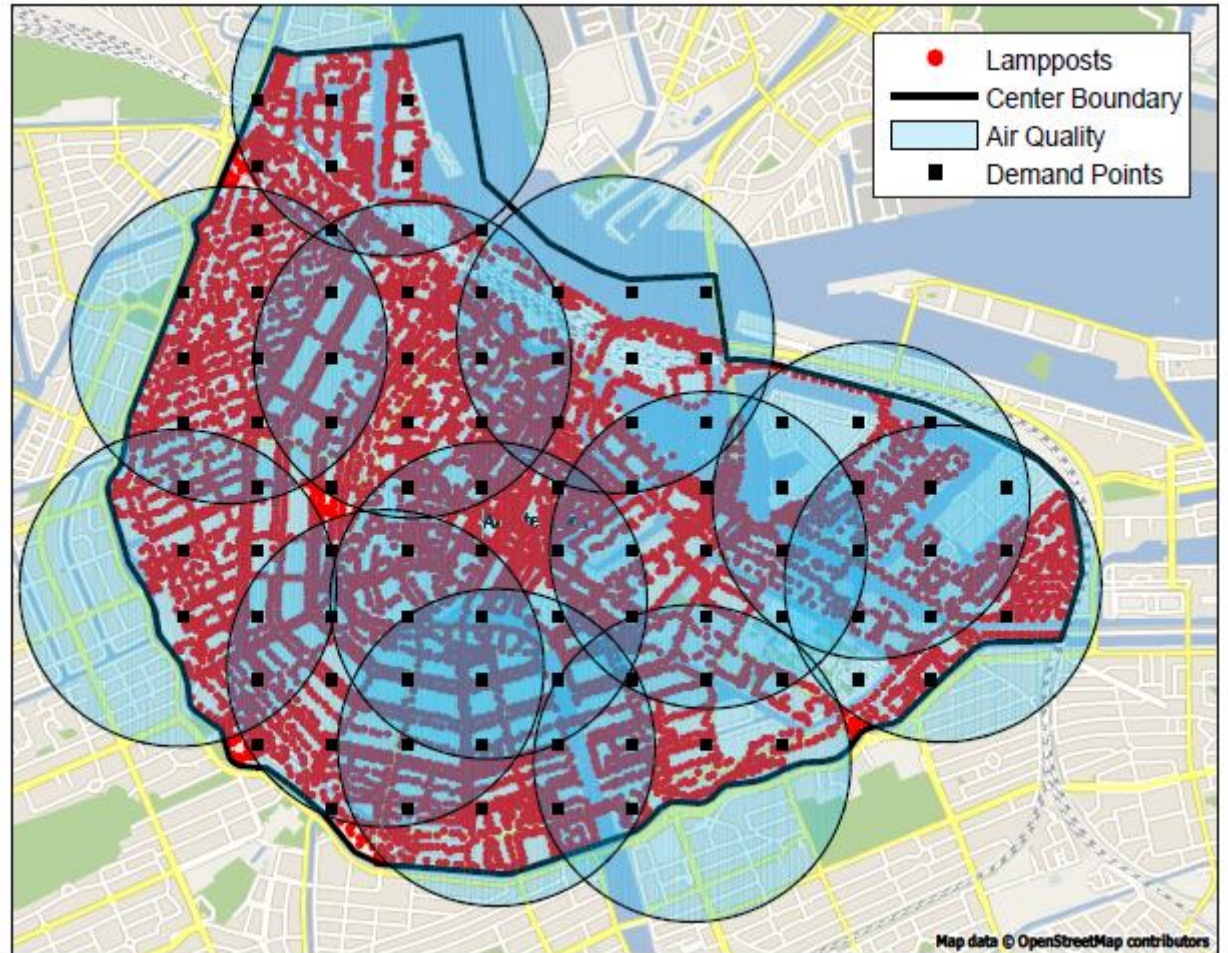 Lampposts
Center Boundary
Air Quality
Demand Points
Map data © OpenStreetMap contributors